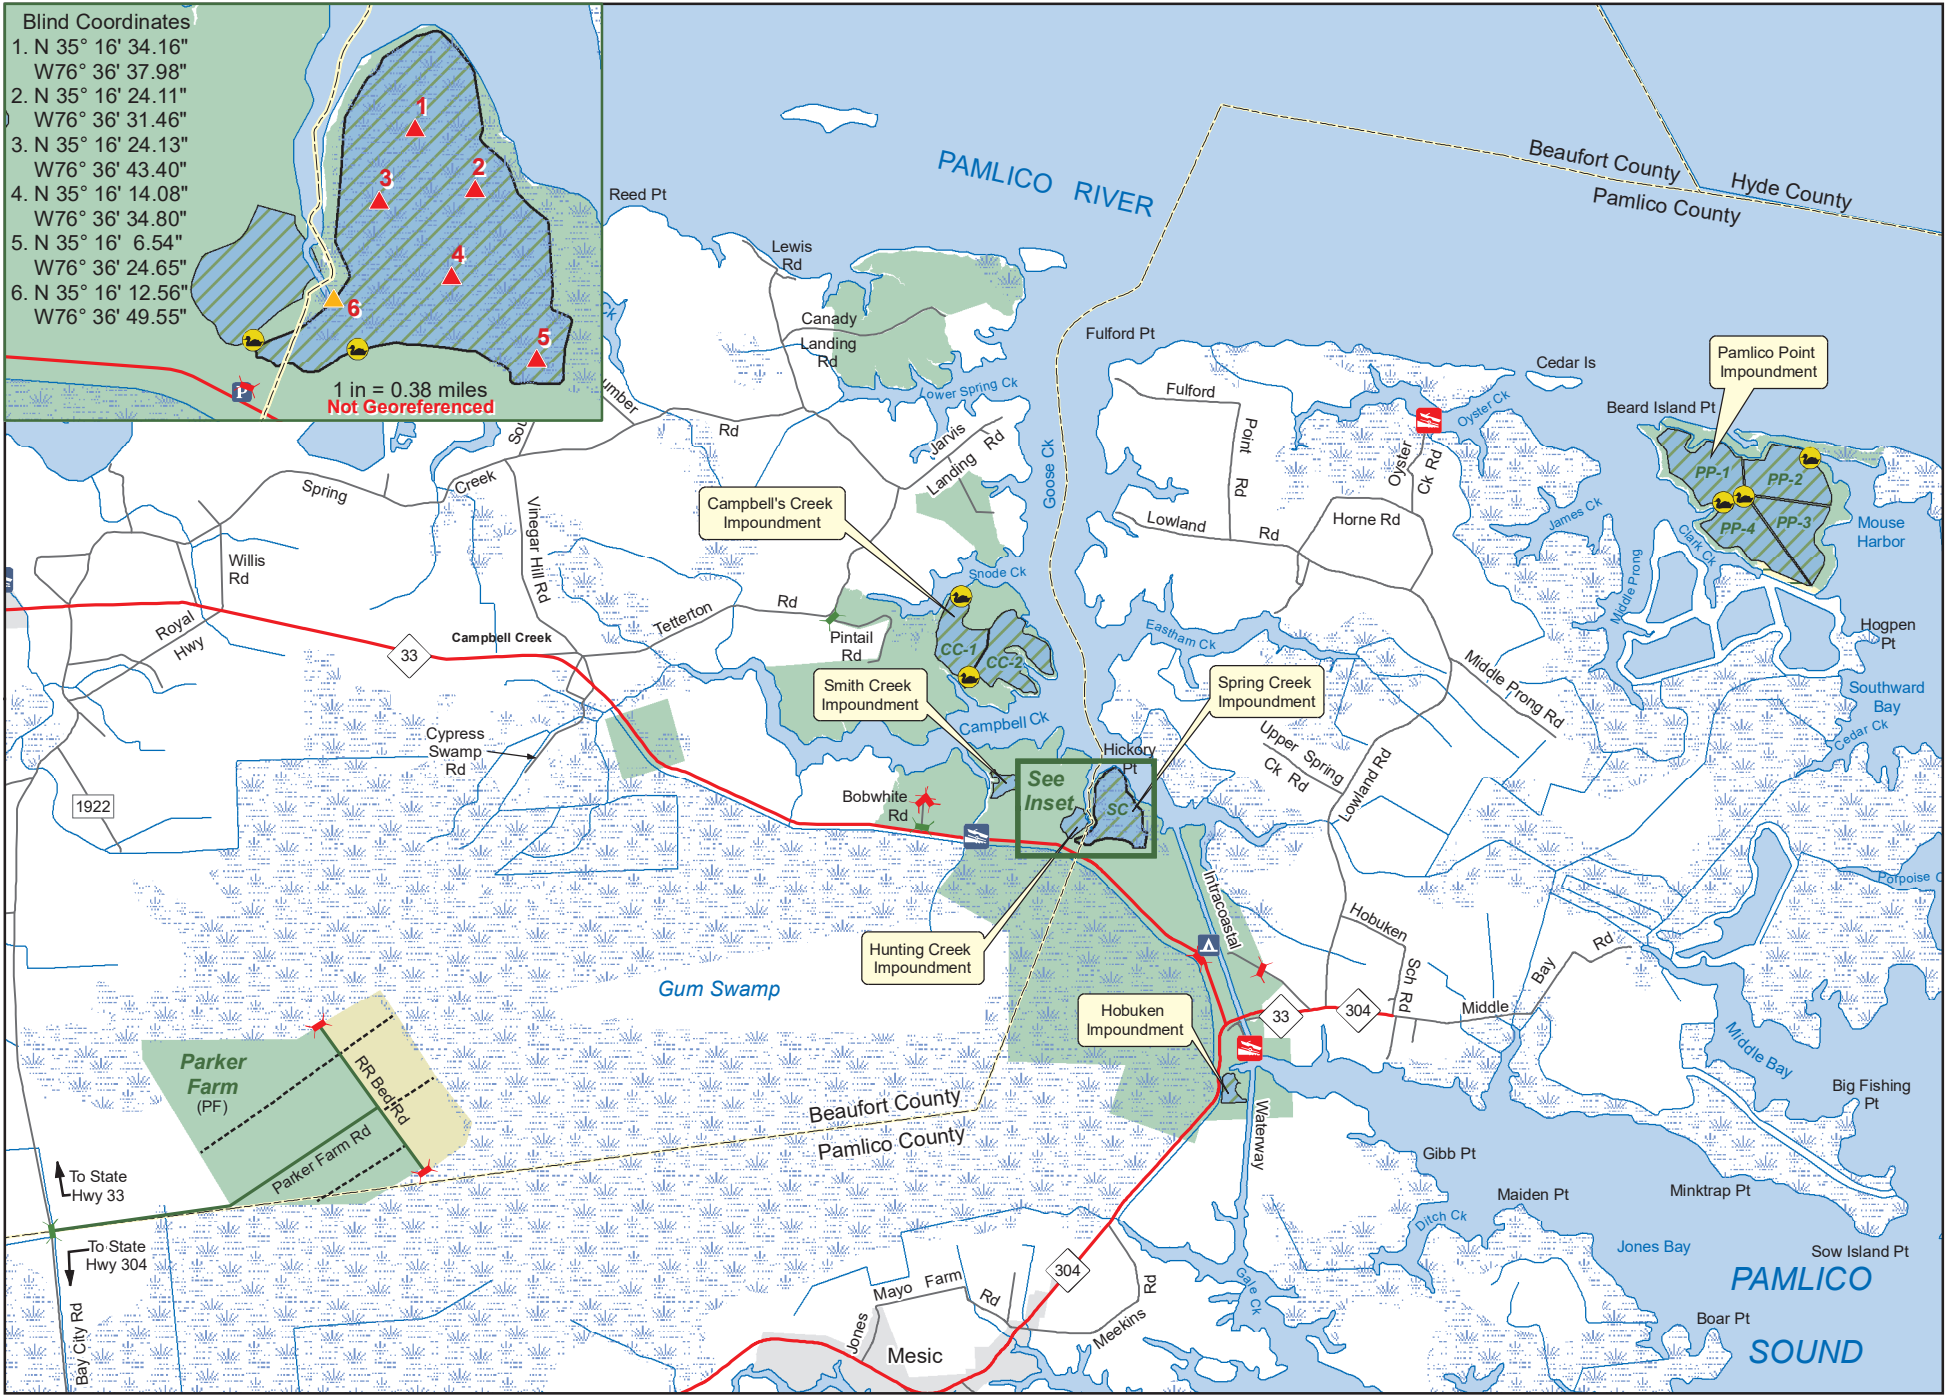 Blind Coordinates
1. N 35° 16' 34.16"
W76° 36' 37.98"
2. N 35° 16' 24.11"
W76° 36' 31.46"
3. N 35° 16' 24.13"
W76° 36' 43.40"
4. N 35° 16' 14.08"
W76° 36' 34.80"
5. N 35° 16' 6.54"
W76° 36' 24.65"
6. N 35° 16' 12.56"
W76° 36' 49.55"
1
2
3
4
5
6
P
1 in = 0.38 miles
Not Georeferenced
PAMLICO RIVER
Beaufort County
Hyde County
Pamlico County
Reed Pt
Lewis
Rd
Canady
Landing
Rd
Lower Spring Ck
Fulford Pt
Cedar Is
Pamlico Point
Impoundment
Beard Island Pt
Fulford
Point
Rd
Oyster Ck
Oyster
Ck Rd
Rd
Jarvis
Landing Rd
Goose Ck
Spring
Creek
Vinegar Hill Rd
Campbell's Creek
Impoundment
Lowland
Rd
Horne Rd
James Ck
PP-1
PP-2
PP-3
PP-4
Mouse
Harbor
Clark Ck
Middle Prong
Willis
Rd
Royal
Hwy
33
Campbell Creek
Tetterton
Rd
Snode Ck
Pintail
Rd
CC-1
CC-2
Eastham Ck
Hogpen
Pt
Smith Creek
Impoundment
Spring Creek
Impoundment
Middle Prong Rd
Southward
Bay
Cedar Ck
Campbell Ck
Cypress
Swamp
Rd
Hickory
Pt
Upper Spring
Ck Rd
Lowland Rd
1922
Bobwhite
Rd
See
Inset
SC
Porpoise
Intracoastal
Hunting Creek
Impoundment
Hobuken
Sch Rd
Gum Swamp
Hobuken
Impoundment
33
304
Middle
Bay
Rd
Middle Bay
Parker
Farm
(PF)
RR Bed Rd
Parker Farm Rd
Beaufort County
Pamlico County
Waterway
Big Fishing
Pt
Gibb Pt
Maiden Pt
Minktrap Pt
To State
Hwy 33
To State
Hwy 304
Bay City Rd
Ditch Ck
Jones Bay
Sow Island Pt
PAMLICO
SOUND
Gale Ck
304
Mayo Farm
Rd
Jones
Meekins
Rd
Mesic
Boar Pt